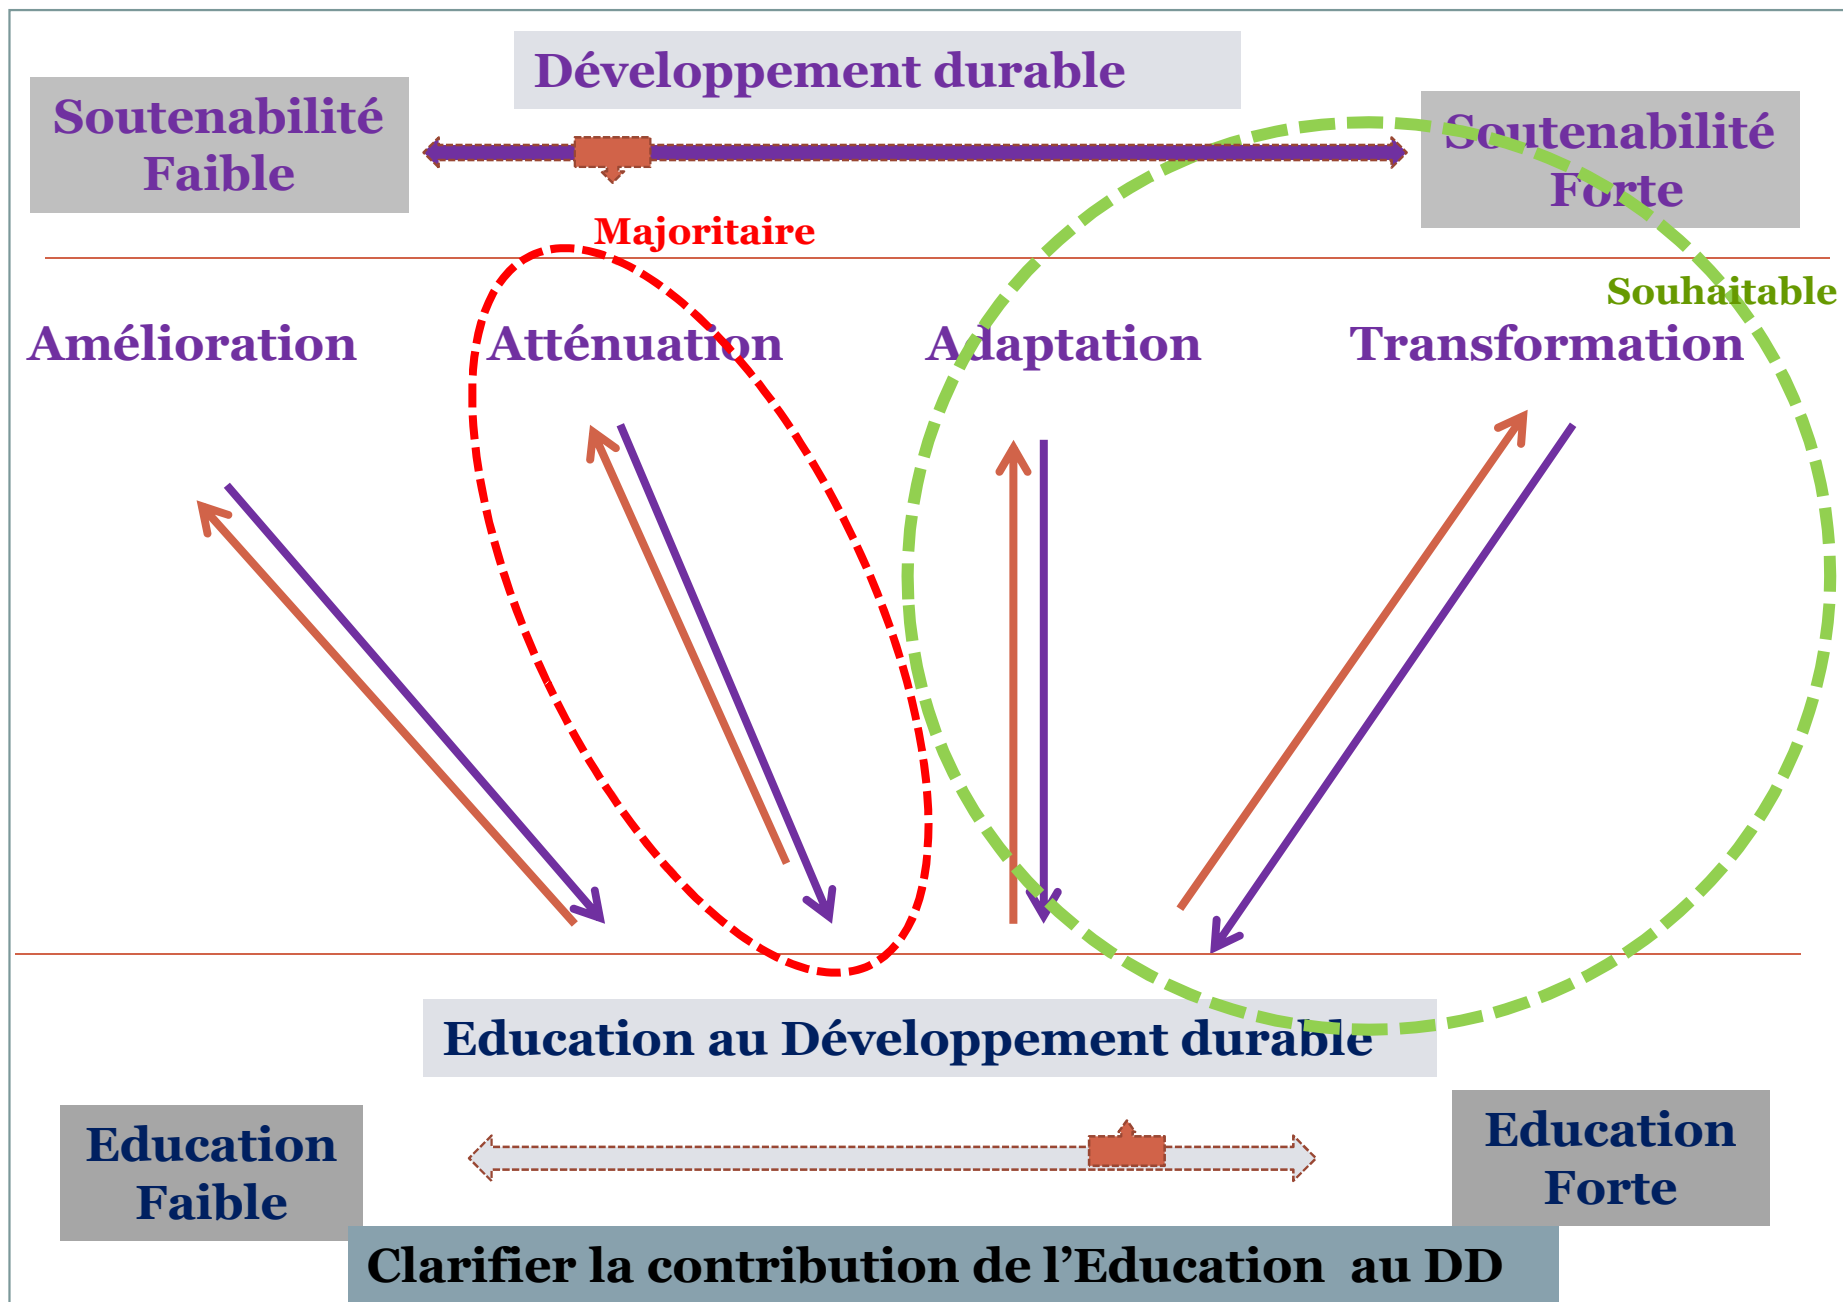 Développement durable
Soutenabilité
Faible
Soutenabilité
Forte
Majoritaire
Souhaitable
Amélioration
Atténuation
Adaptation
Transformation
Education au Développement durable
Education
Faible
Education
Forte
Clarifier la contribution de l’Education au DD